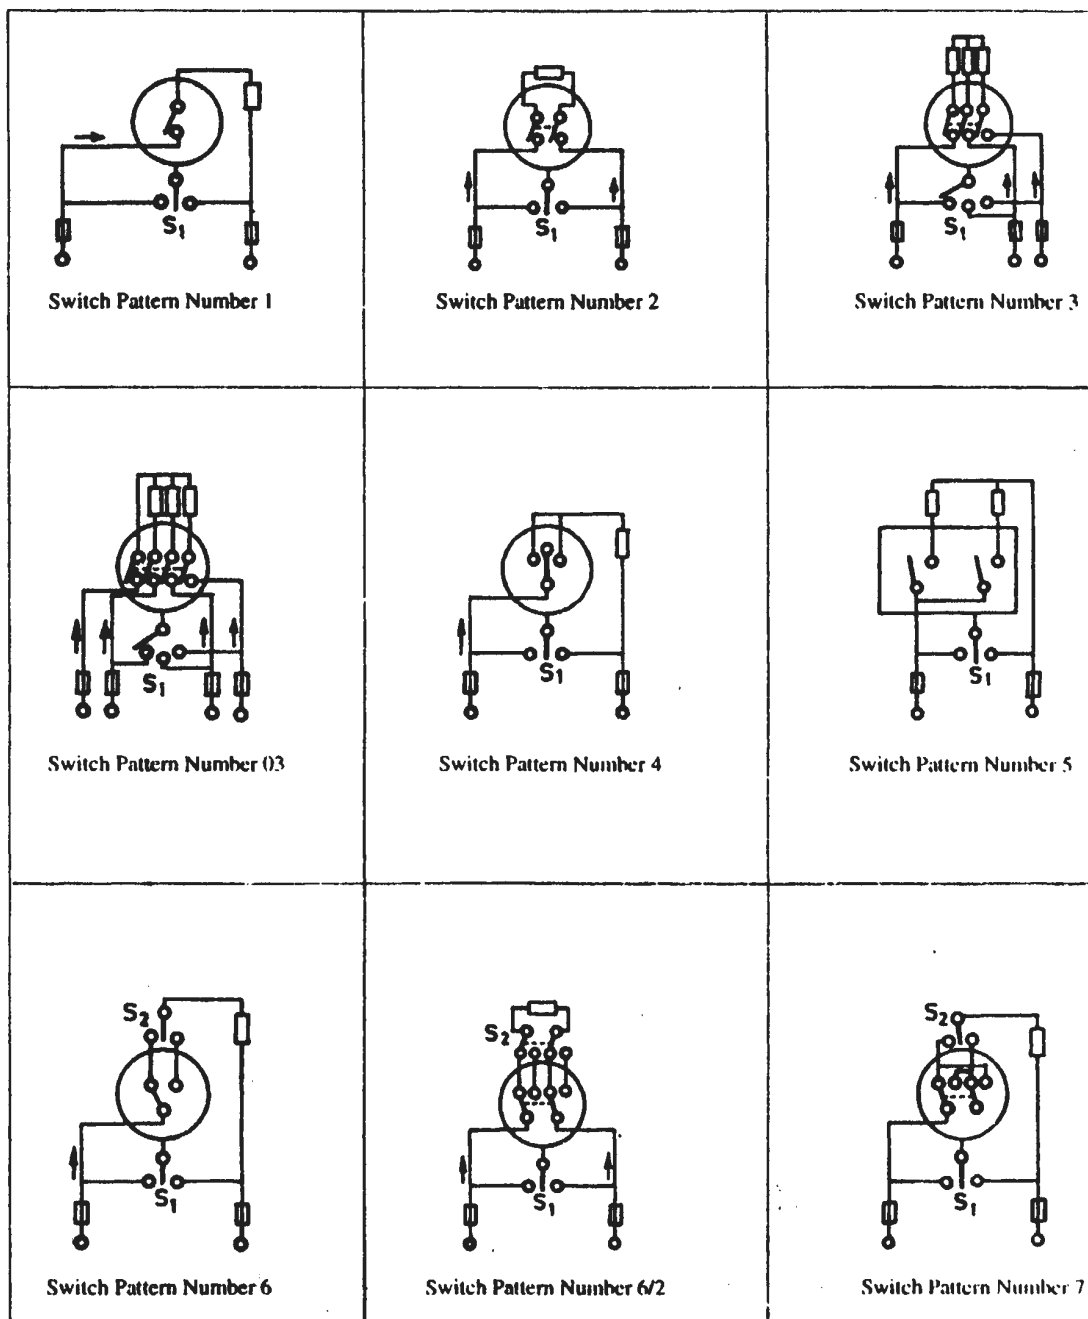 S1
Switch Pattern Number 1
S1
Switch Pattern Number 2
S1
Switch Pattern Number 3
S1
Switch Pattern Number 03
S1
Switch Pattern Number 4
S1
Switch Pattern Number 5
S2
S1
Switch Pattern Number 6
S2
S1
Switch Pattern Number 6/2
S2
S1
Switch Pattern Number 7